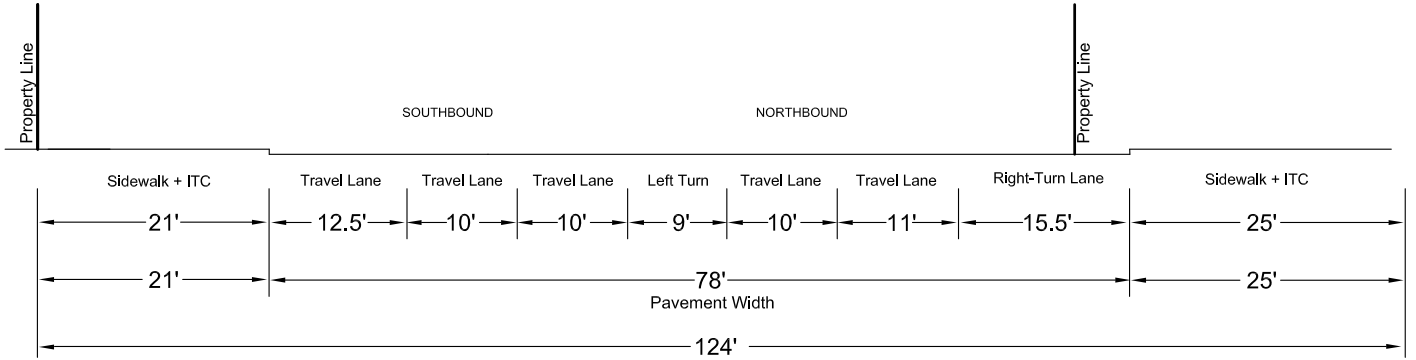 Property Line
Property Line
SOUTHBOUND NORTHBOUND
Sidewalk + ITC Travel Lane Travel Lane Travel Lane Left Turn Travel Lane Travel Lane Right-Turn Lane Sidewalk + ITC
21' 12.5' 10' 10' 9' 10' 11' 15.5' 25'
21' 78' 25'
Pavement Width
124'